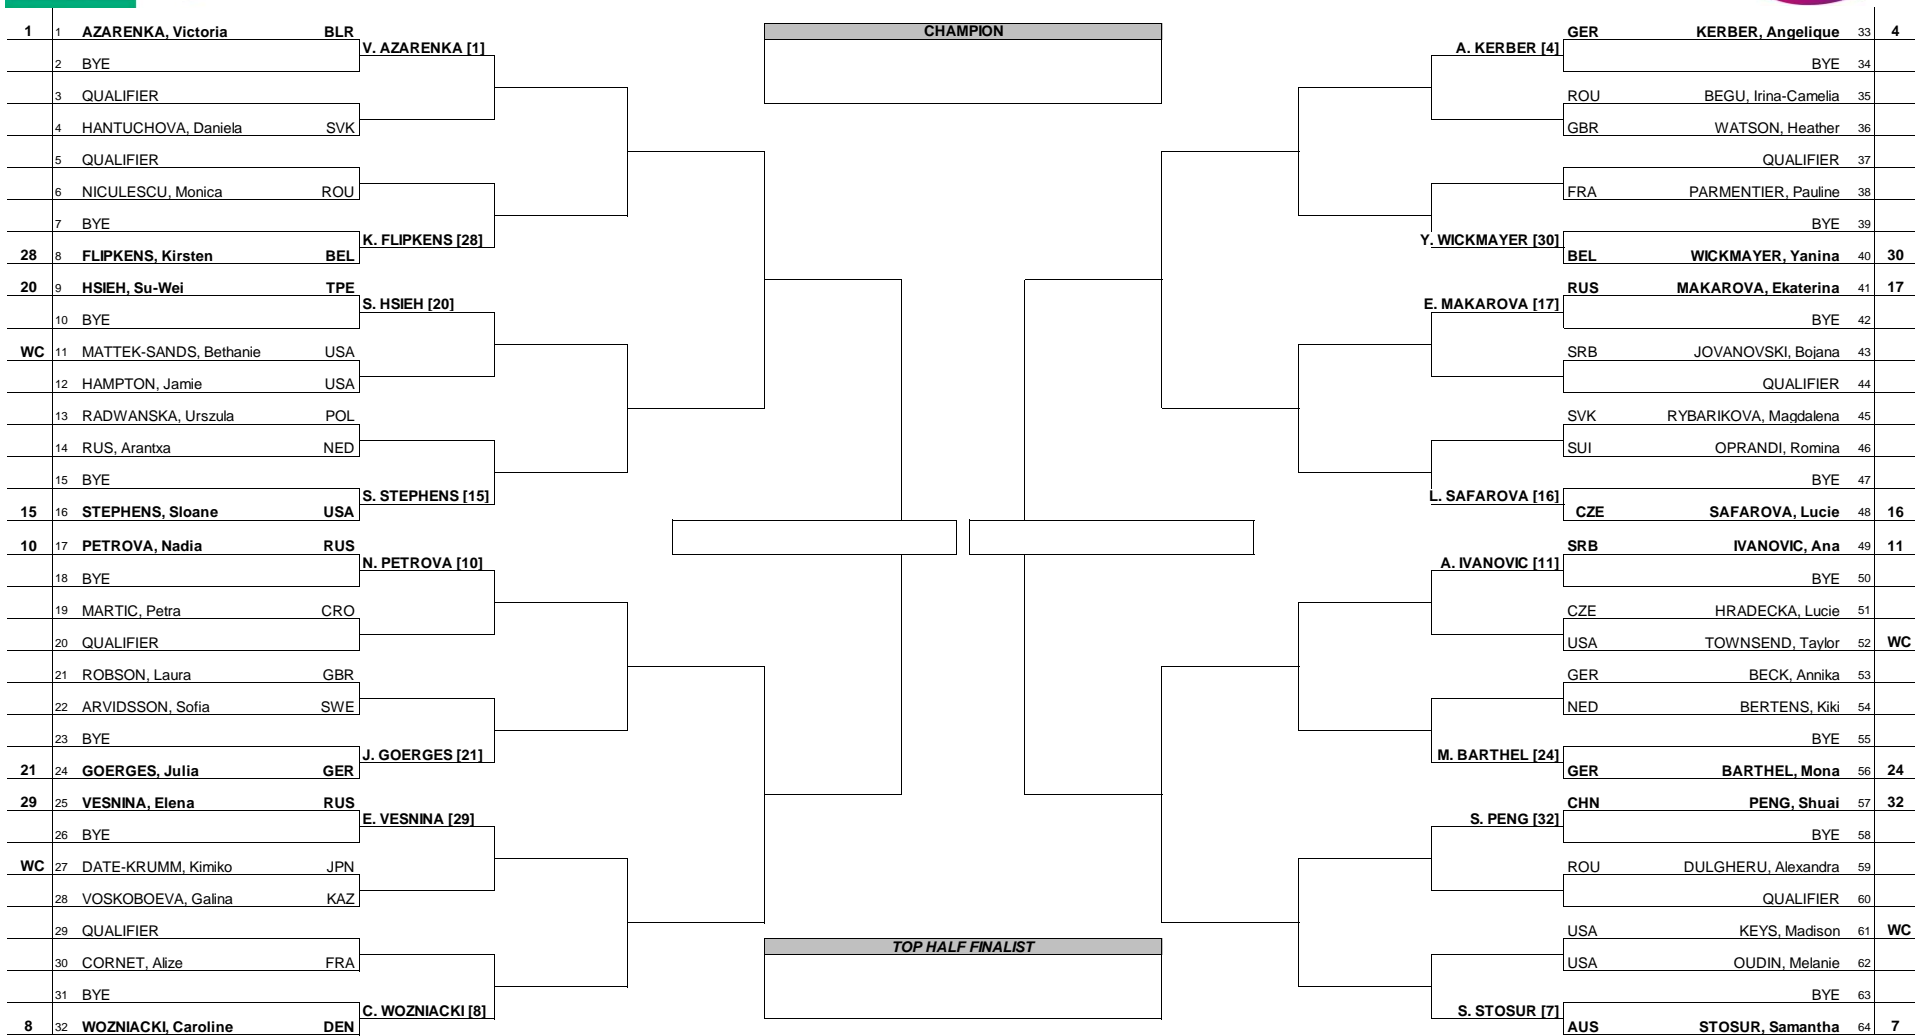 CHAMPION
1 1 AZARENKA, Victoria BLR
V. AZARENKA [1]
2 BYE
3 QUALIFIER
4 HANTUCHOVA, Daniela SVK
5 QUALIFIER
6 NICULESCU, Monica ROU
7 BYE
K. FLIPKENS [28]
28 8 FLIPKENS, Kirsten BEL
20 9 HSIEH, Su-Wei TPE
S. HSIEH [20]
10 BYE
WC 11 MATTEK-SANDS, Bethanie USA
12 HAMPTON, Jamie USA
13 RADWANSKA, Urszula POL
14 RUS, Arantxa NED
15 BYE
S. STEPHENS [15]
15 16 STEPHENS, Sloane USA
10 17 PETROVA, Nadia RUS
N. PETROVA [10]
18 BYE
19 MARTIC, Petra CRO
20 QUALIFIER
21 ROBSON, Laura GBR
22 ARVIDSSON, Sofia SWE
23 BYE
J. GOERGES [21]
21 24 GOERGES, Julia GER
29 25 VESNINA, Elena RUS
E. VESNINA [29]
26 BYE
WC 27 DATE-KRUMM, Kimiko JPN
28 VOSKOBOEVA, Galina KAZ
29 QUALIFIER
30 CORNET, Alize FRA
31 BYE
C. WOZNIACKI [8]
8 32 WOZNIACKI, Caroline DEN
TOP HALF FINALIST
GER KERBER, Angelique 33 4
A. KERBER [4]
BYE 34
ROU BEGU, Irina-Camelia 35
GBR WATSON, Heather 36
QUALIFIER 37
FRA PARMENTIER, Pauline 38
BYE 39
Y. WICKMAYER [30]
BEL WICKMAYER, Yanina 40 30
RUS MAKAROVA, Ekaterina 41 17
E. MAKAROVA [17]
BYE 42
SRB JOVANOVSKI, Bojana 43
QUALIFIER 44
SVK RYBARIKOVA, Magdalena 45
SUI OPRANDI, Romina 46
BYE 47
L. SAFAROVA [16]
CZE SAFAROVA, Lucie 48 16
SRB IVANOVIC, Ana 49 11
A. IVANOVIC [11]
BYE 50
CZE HRADECKA, Lucie 51
USA TOWNSEND, Taylor 52 WC
GER BECK, Annika 53
NED BERTENS, Kiki 54
BYE 55
M. BARTHEL [24]
GER BARTHEL, Mona 56 24
CHN PENG, Shuai 57 32
S. PENG [32]
BYE 58
ROU DULGHERU, Alexandra 59
QUALIFIER 60
USA KEYS, Madison 61 WC
USA OUDIN, Melanie 62
BYE 63
S. STOSUR [7]
AUS STOSUR, Samantha 64 7